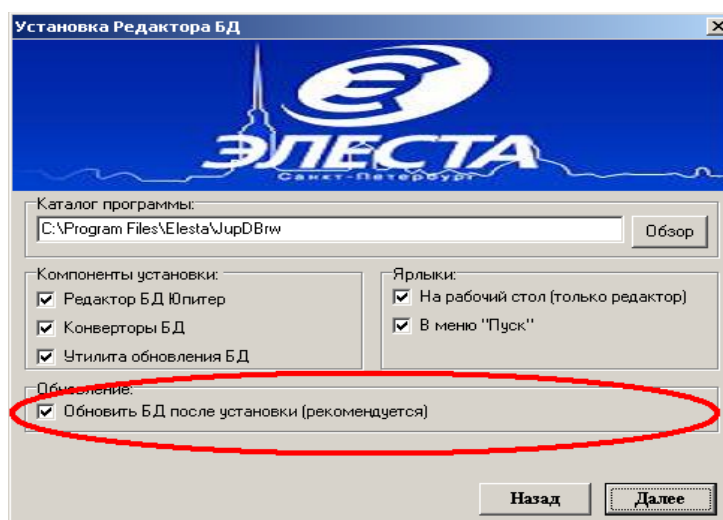 Установка Редактора БД
ЭЛЕСТА
Санкт-Петербург
Каталог программы:
C:\Program Files\Elesta\JupDBrw
Обзор
Компоненты установки:
Редактор БД Юпитер
Конверторы БД
Утилита обновления БД
Ярлыки:
На рабочий стол (только редактор)
В меню "Пуск"
Обновление:
Обновить БД после установки (рекомендуется)
Назад
Далее